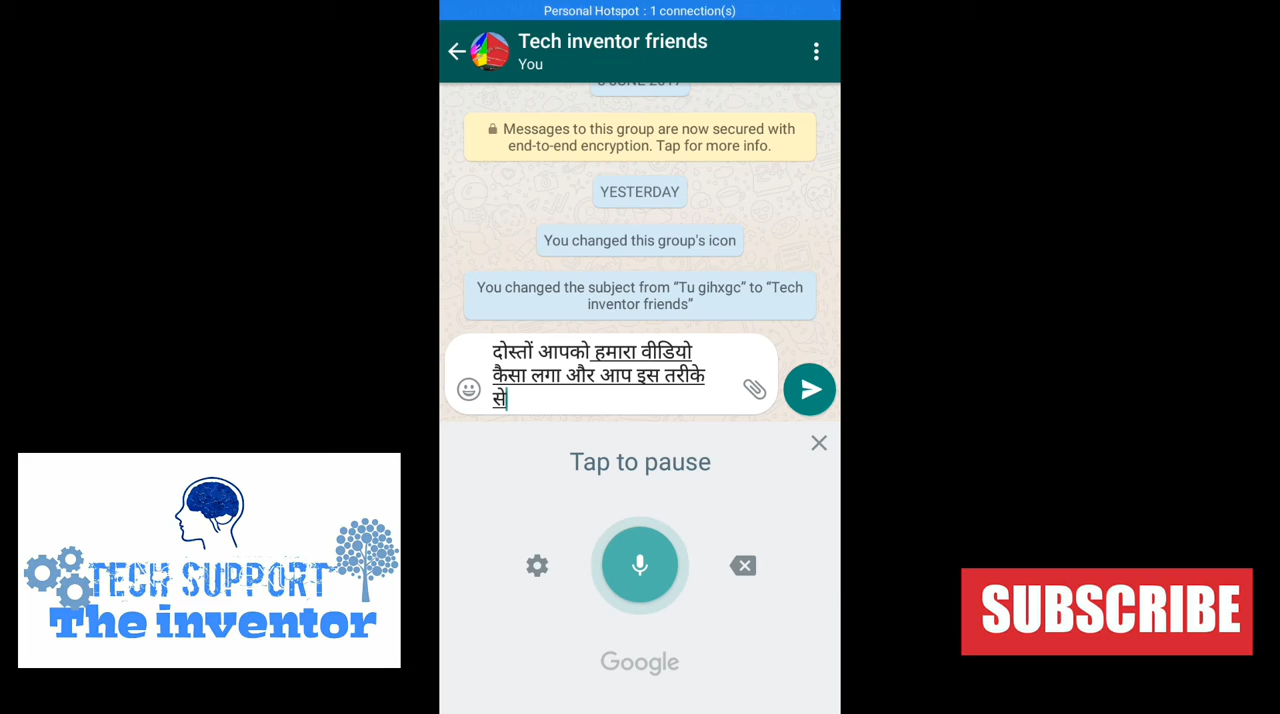 Personal Hotspot : 1 connection(s)
Tech inventor friends
You
Messages to this group are now secured with
end-to-end encryption. Tap for more info.
YESTERDAY
You changed this group's icon
You changed the subject from “Tu gihxgc” to “Tech
inventor friends”
दोस्तों आपको हमारा वीडियो
कैसा लगा और आप इस तरीके
से
Tap to pause
Google
TECH SUPPORT
The inventor
SUBSCRIBE